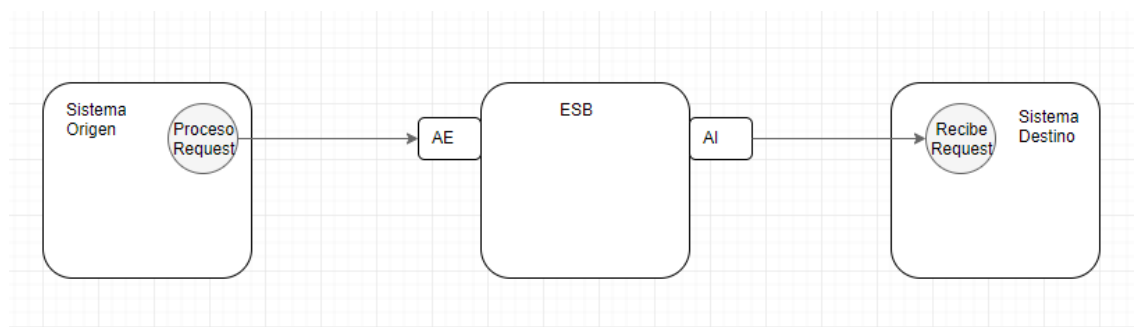 Sistema
Origen
Proceso
Request
AE
ESB
AI
Recibe
Request
Sistema
Destino